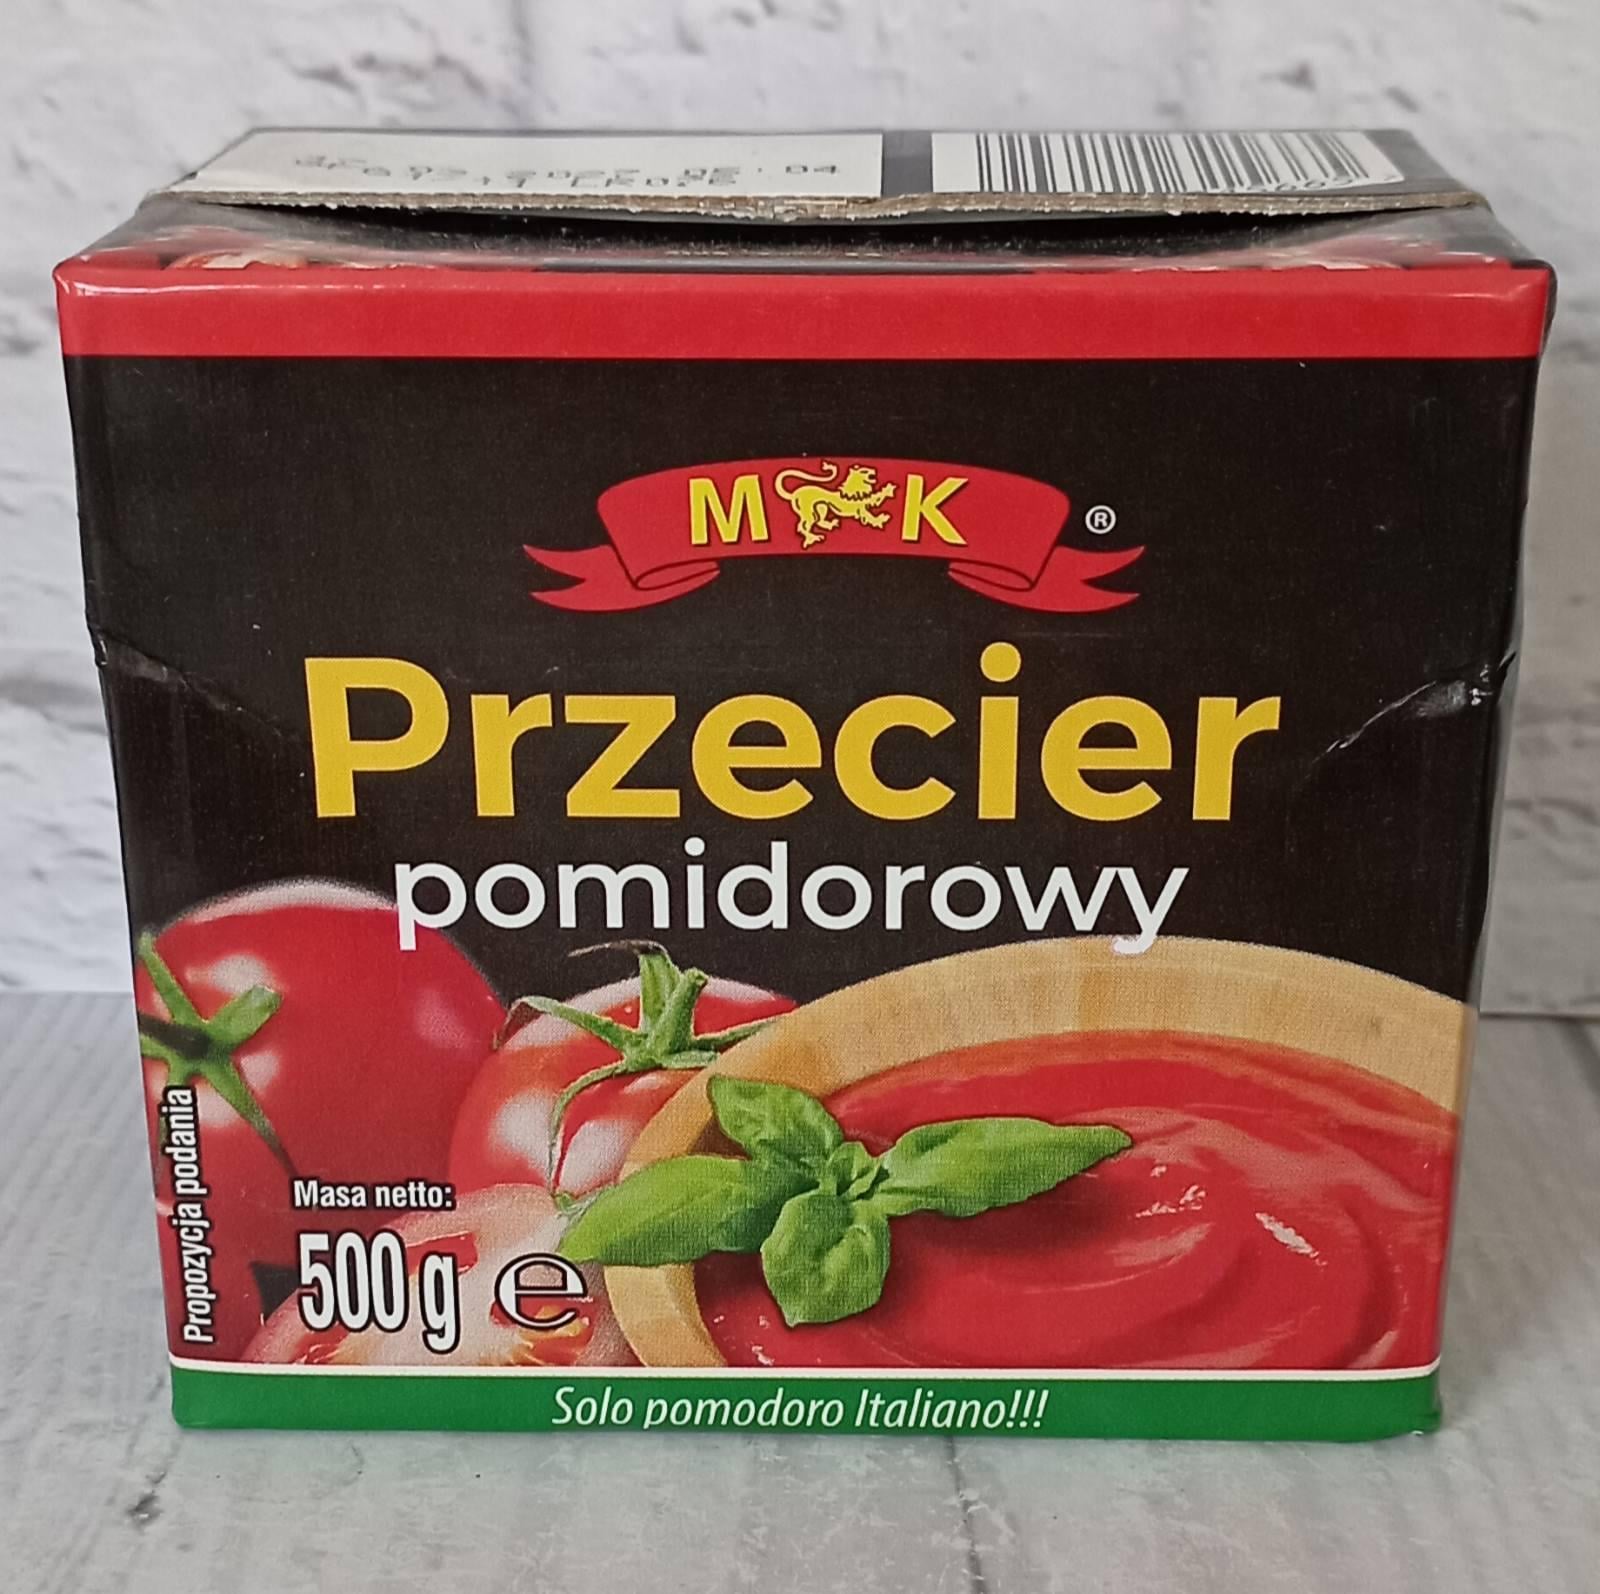 M K ®
Przecier
pomidorowy
Propozycja podania
Masa netto:
500 g e
Solo pomodoro Italiano!!!